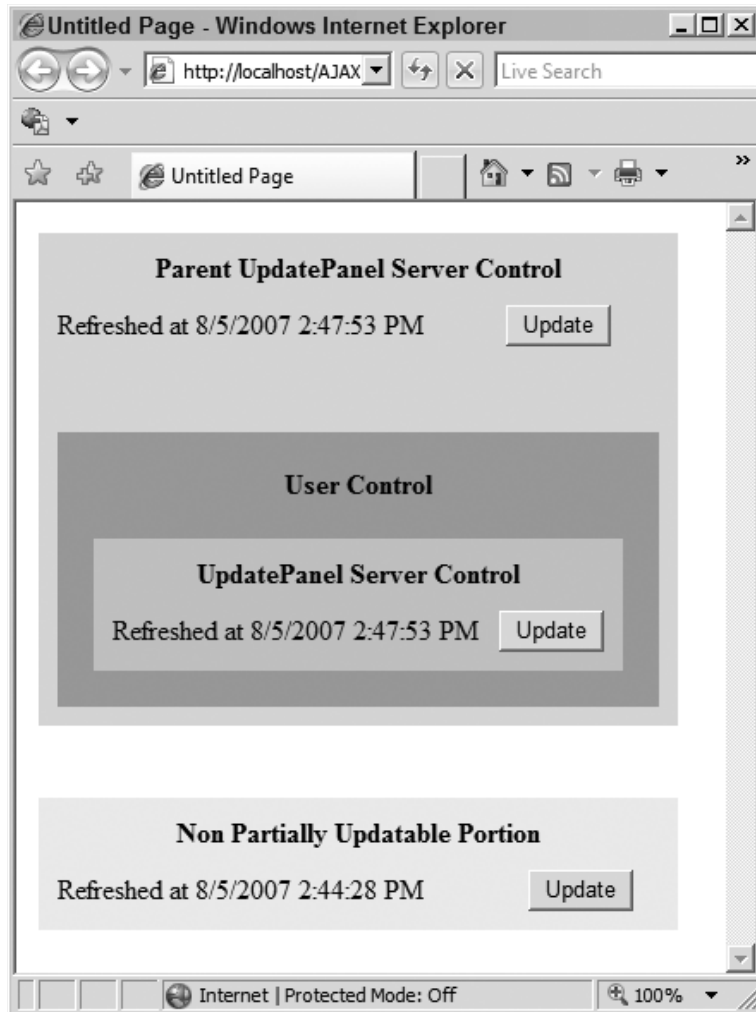 Untitled Page - Windows Internet Explorer
http://localhost/AJAX
Live Search
Untitled Page
»
Parent UpdatePanel Server Control
Refreshed at 8/5/2007 2:47:53 PM
Update
User Control
UpdatePanel Server Control
Refreshed at 8/5/2007 2:47:53 PM
Update
Non Partially Updatable Portion
Refreshed at 8/5/2007 2:44:28 PM
Update
Internet | Protected Mode: Off
100%